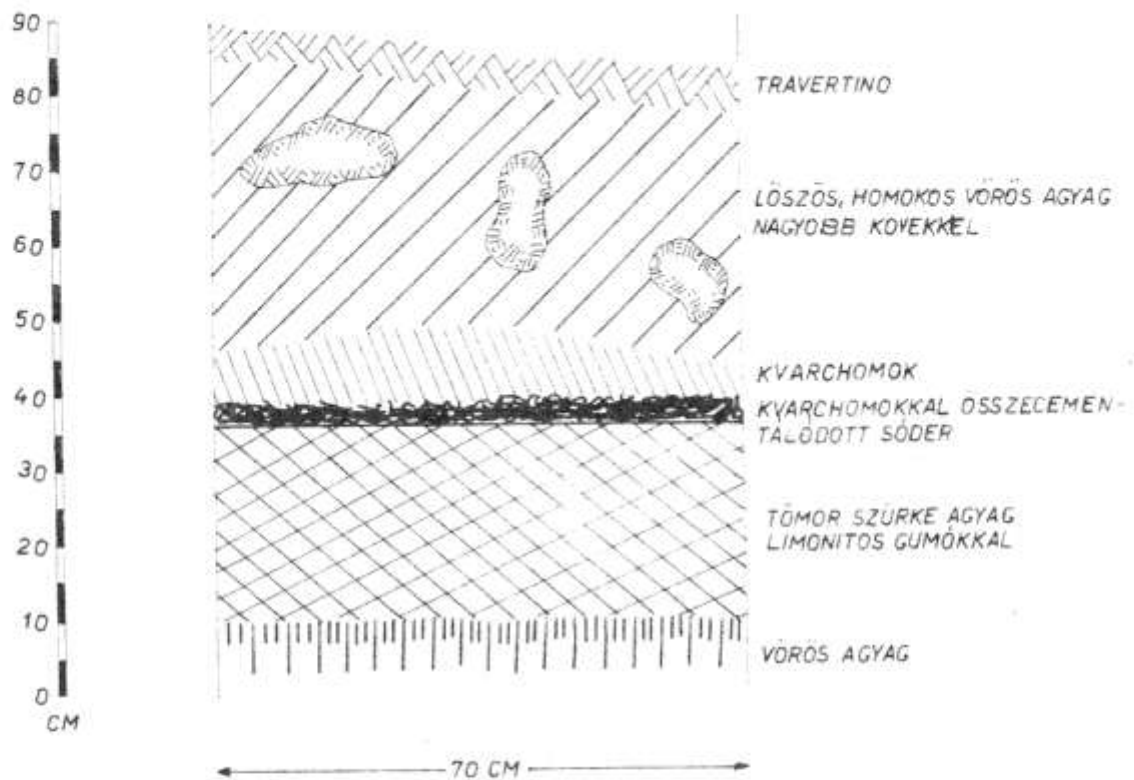 90
80
70
60
50
40
30
20
10
0
CM
TRAVERTINO
LÖSZÖS, HOMOKOS VÖRÖS AGYAG
NAGYOBB KÖVEKKEL
KVARCHOMOK
KVARCHOMOKKAL ÖSSZECEMEN-
TÁLÓDOTT SÓDER
TÖMÖR SZÜRKE AGYAG
LIMONITOS GUMÓKKAL
VÖRÖS AGYAG
70 CM